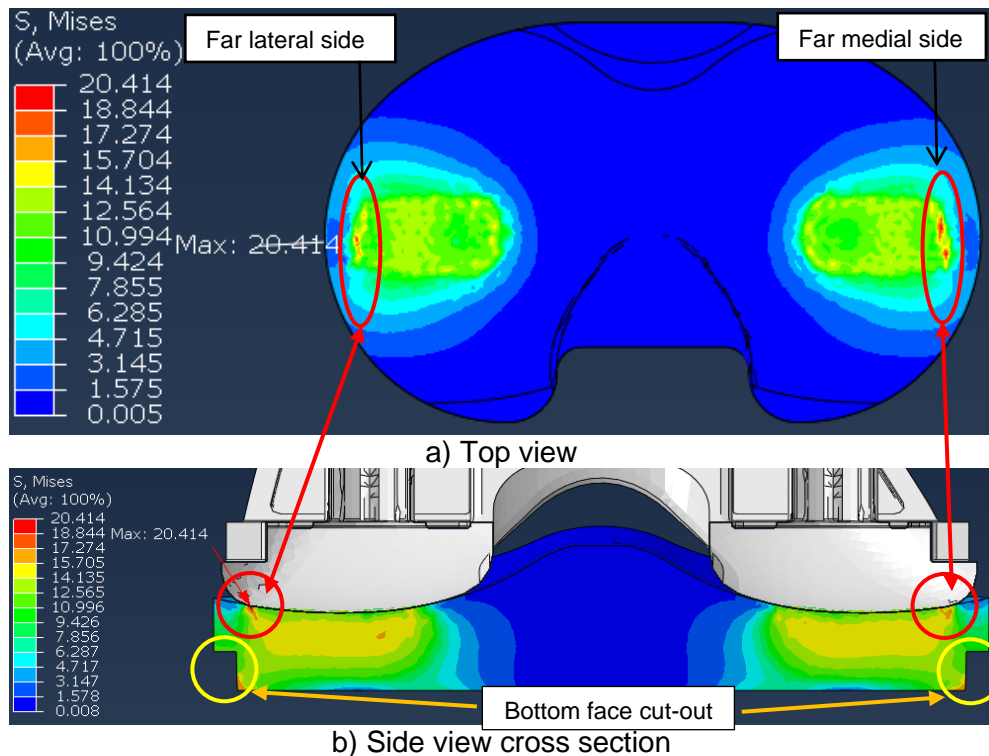 S, Mises
(Avg: 100%)
20.414
18.844
17.274
15.704
14.134
12.564
10.994
9.424
7.855
6.285
4.715
3.145
1.575
0.005
Far lateral side
Far medial side
Max: 20.414
a) Top view
S, Mises
(Avg: 100%)
20.414
18.844
17.274
15.705
14.135
12.565
10.996
9.426
7.856
6.287
4.717
3.147
1.578
0.008
Max: 20.414
Bottom face cut-out
b) Side view cross section